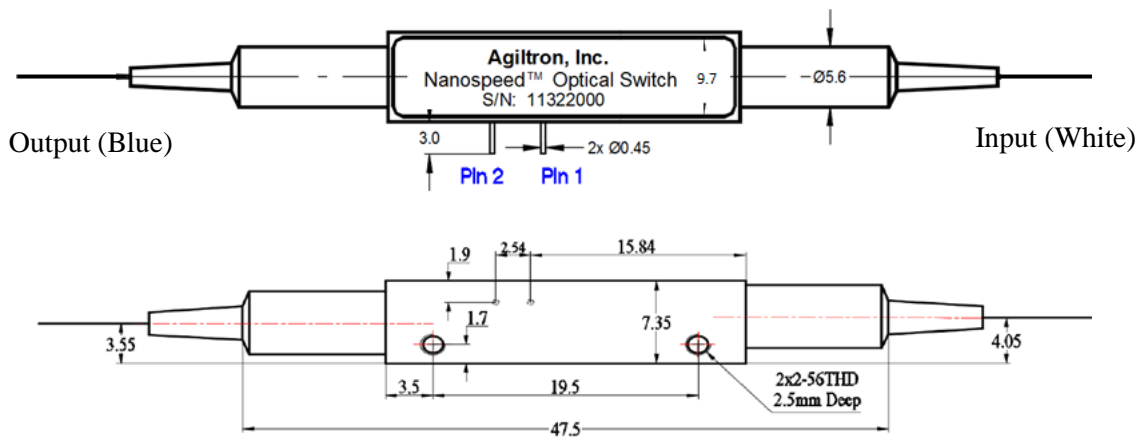 Agiltron, Inc.
Nanospeed™ Optical Switch
S/N: 11322000
9.7
Ø5.6
Output (Blue)
Input (White)
3.0
2x Ø0.45
Pin 2
Pin 1
1.9
2.54
15.84
1.7
7.35
3.55
4.05
3.5
19.5
2x2-56THD
2.5mm Deep
47.5